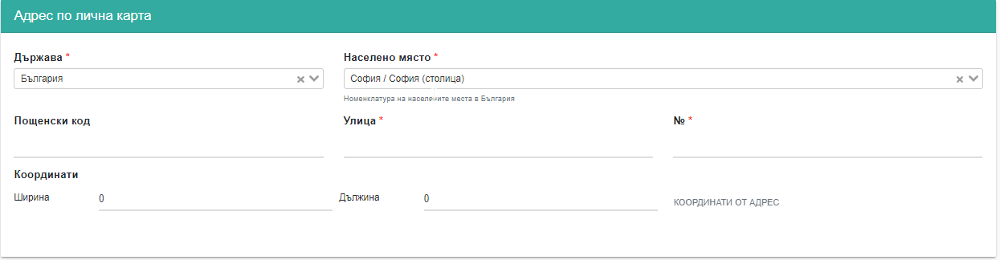 Адрес по лична карта
Държава * Населено място *
България София / София (столица)
Номенклатура на населените места в България
Пощенски код Улица * № *
Координати
Ширина 0 Дължина 0 КООРДИНАТИ ОТ АДРЕС